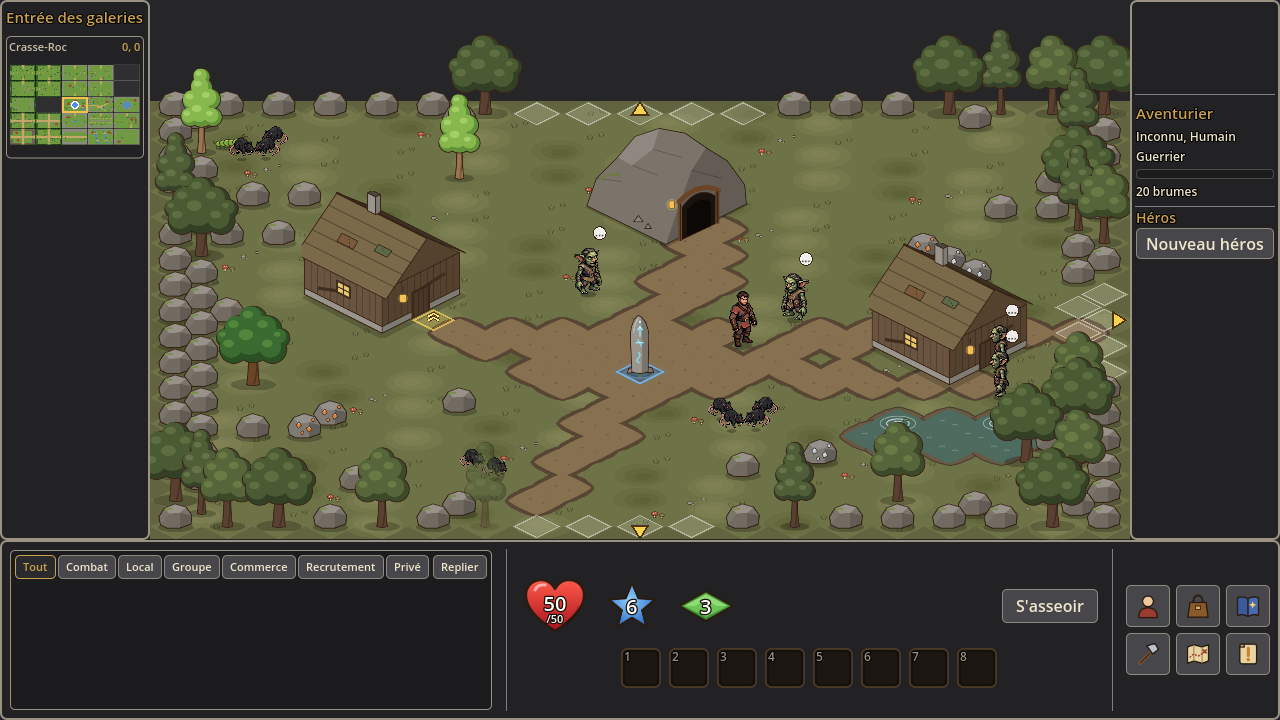 Entrée des galeries
Crasse-Roc 0, 0
Aventurier
Inconnu, Humain
Guerrier
20 brumes
Héros
Nouveau héros
Tout Combat Local Groupe Commerce Recrutement Privé Replier
50
/50
6
3
S'asseoir
1 2 3 4 5 6 7 8